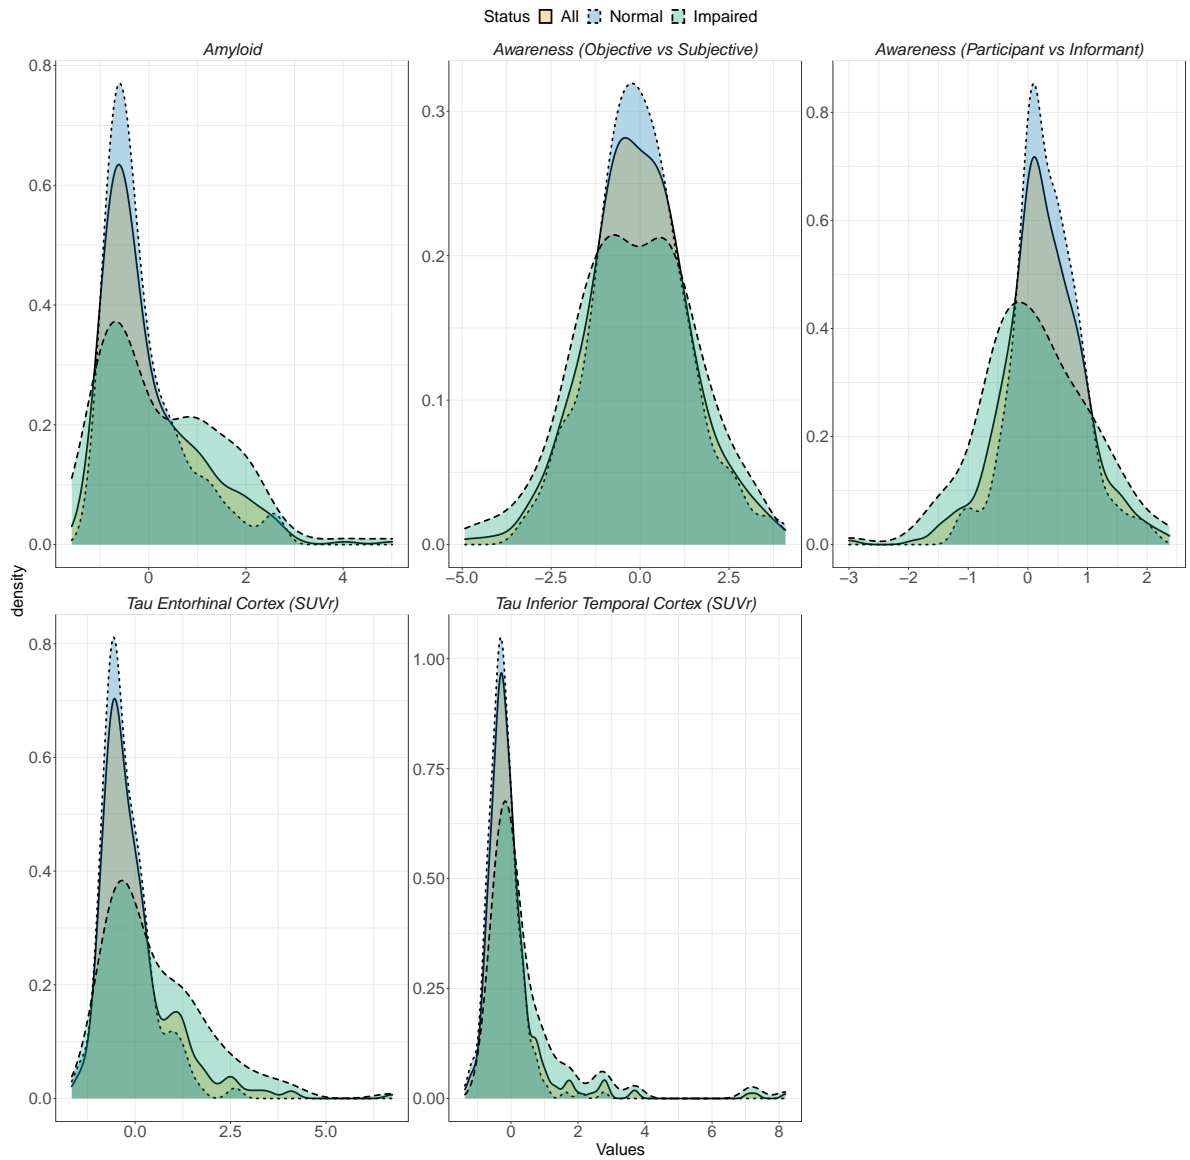 Status All Normal Impaired
Amyloid
Awareness (Objective vs Subjective)
Awareness (Participant vs Informant)
0.8
0.6
0.4
0.2
0.0
0 2 4
0.3
0.2
0.1
0.0
−5.0 −2.5 0.0 2.5
0.8
0.6
0.4
0.2
0.0
−3 −2 −1 0 1 2
density
Tau Entorhinal Cortex (SUVr)
Tau Inferior Temporal Cortex (SUVr)
0.8
0.6
0.4
0.2
0.0
0.0 2.5 5.0
1.00
0.75
0.50
0.25
0.00
0 2 4 6 8
Values